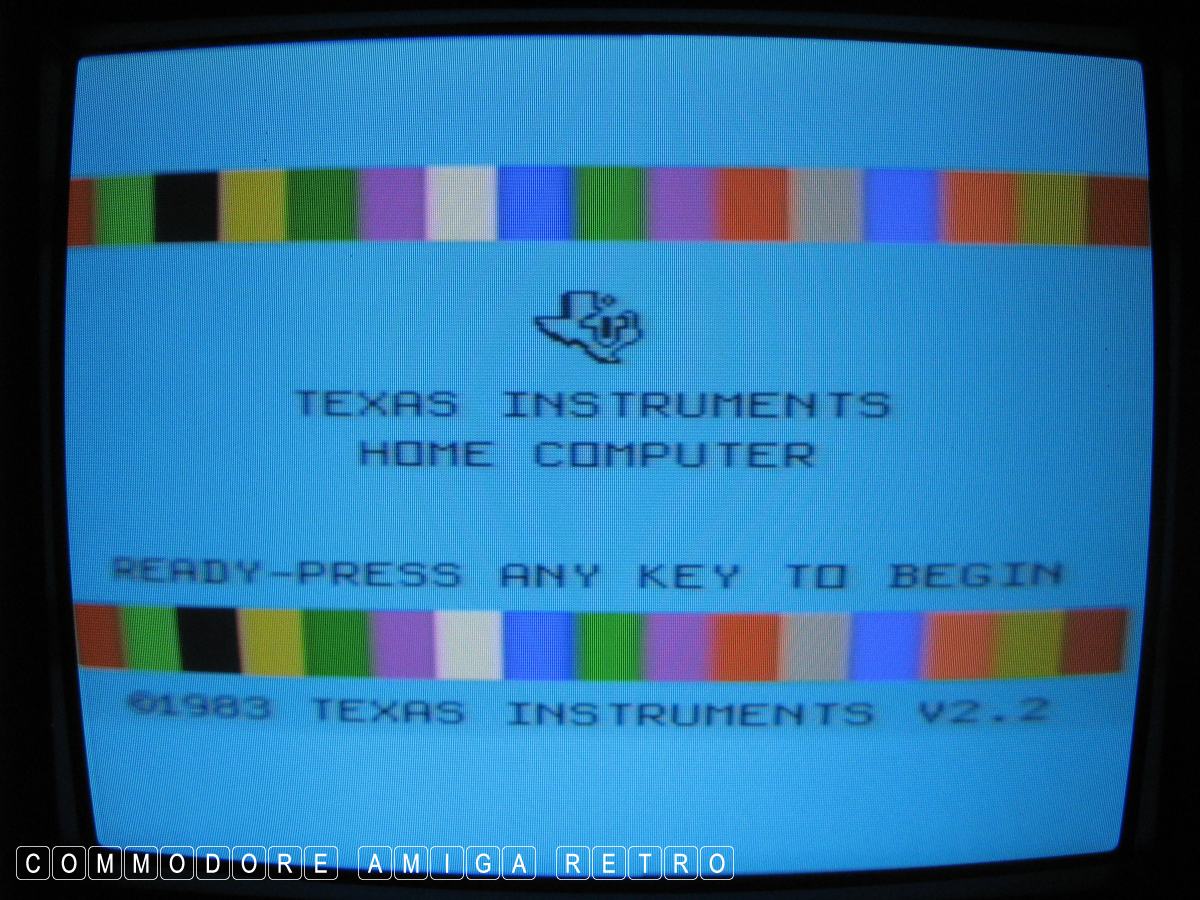 TEXAS INSTRUMENTS
HOME COMPUTER
READY-PRESS ANY KEY TO BEGIN
©1983 TEXAS INSTRUMENTS V2.2
COMMODORE AMIGA RETRO